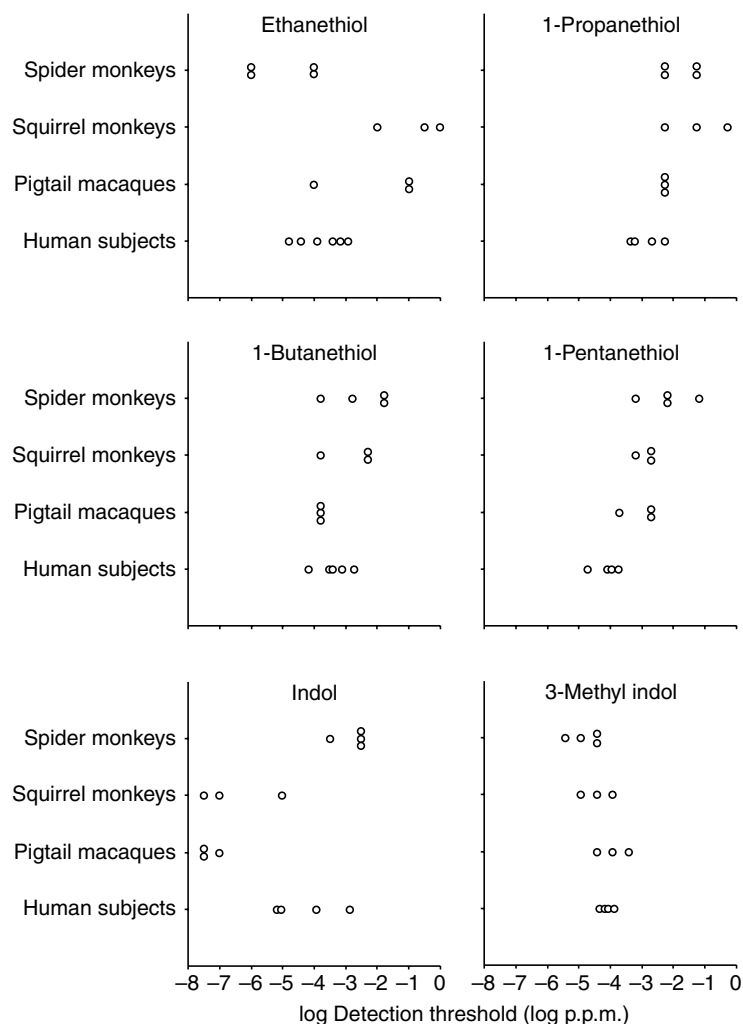 Ethanethiol 1-Propanethiol
Spider monkeys
Squirrel monkeys
Pigtail macaques
Human subjects
1-Butanethiol 1-Pentanethiol
Spider monkeys
Squirrel monkeys
Pigtail macaques
Human subjects
Indol 3-Methyl indol
Spider monkeys
Squirrel monkeys
Pigtail macaques
Human subjects
–8 –7 –6 –5 –4 –3 –2 –1 0 –8 –7 –6 –5 –4 –3 –2 –1 0
log Detection threshold (log p.p.m.)